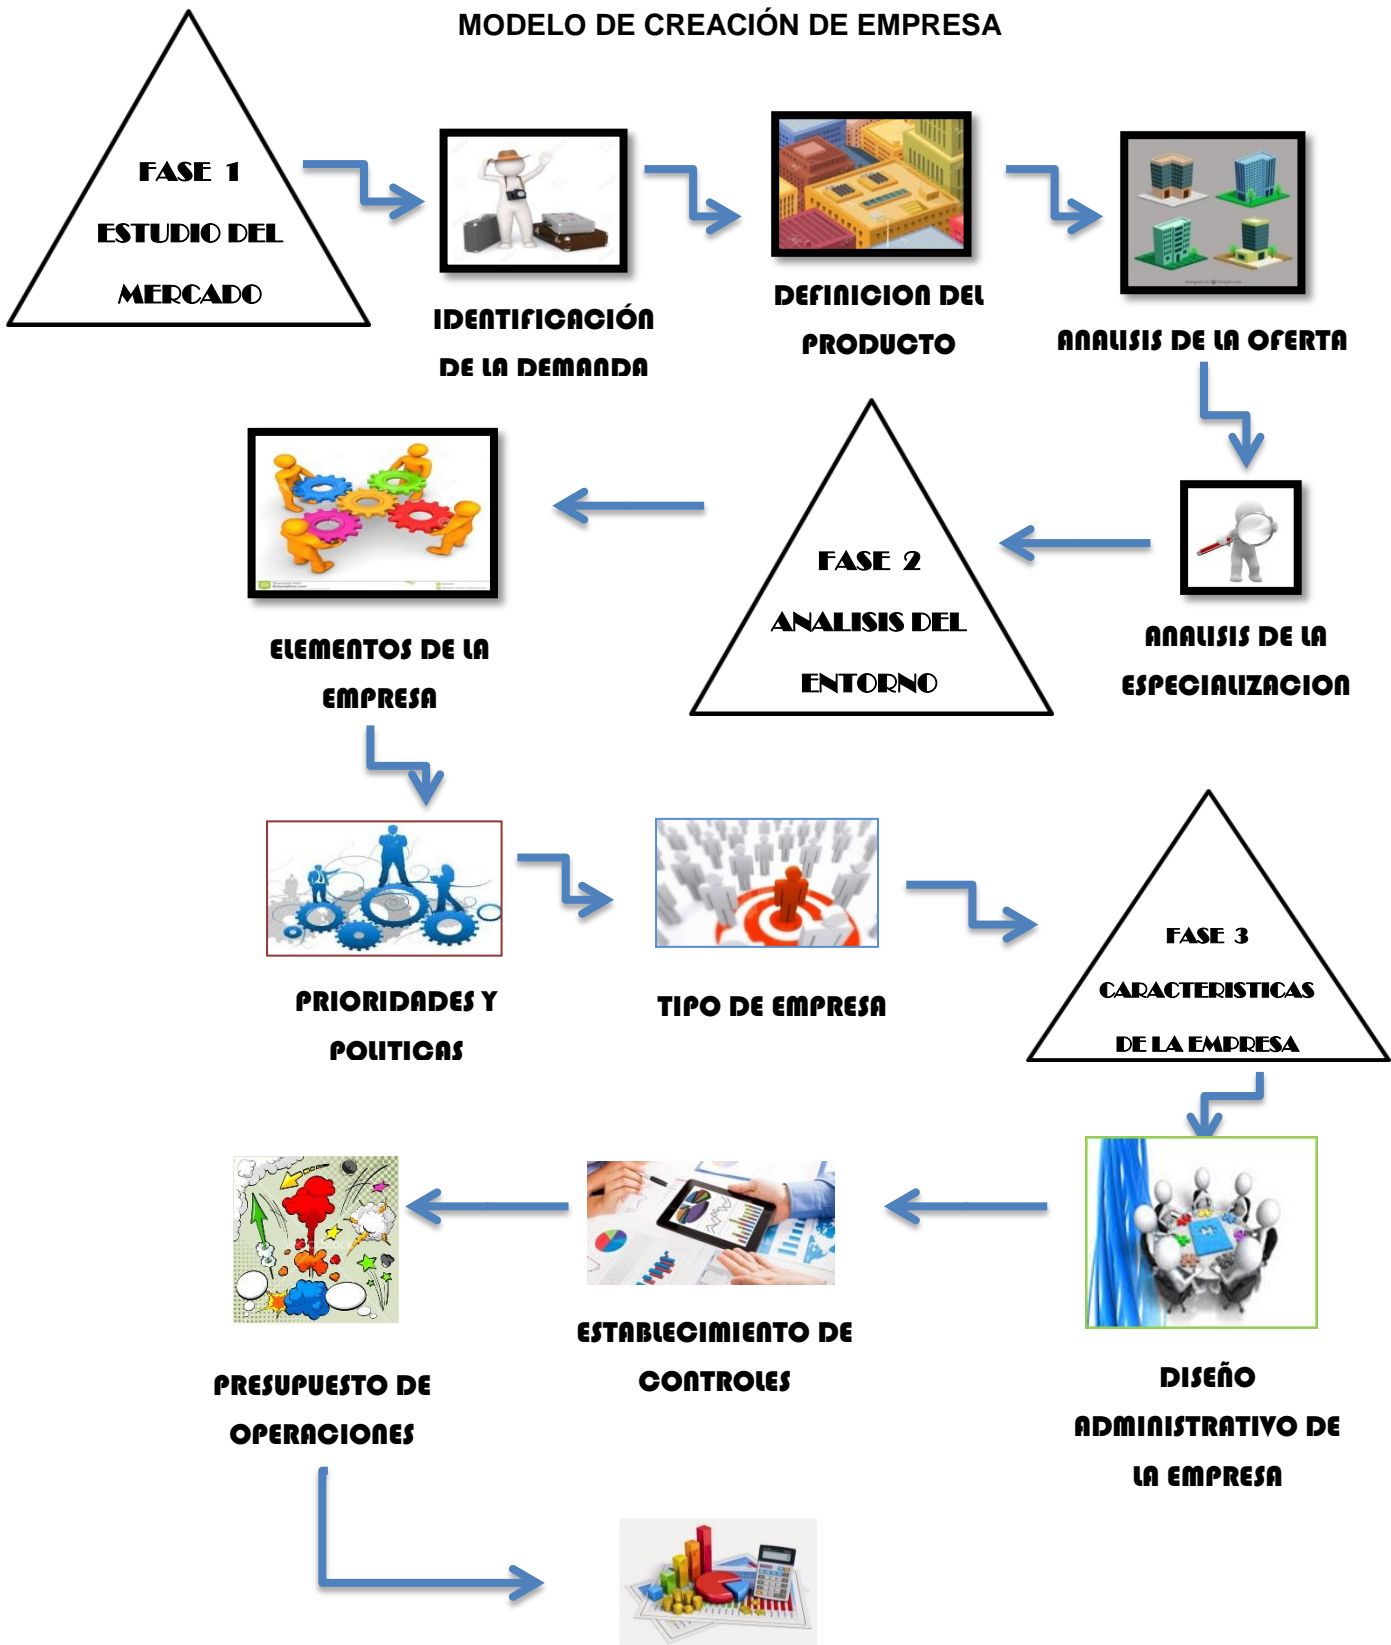 MODELO DE CREACIÓN DE EMPRESA
FASE 1
ESTUDIO DEL
MERCADO
IDENTIFICACIÓN
DE LA DEMANDA
DEFINICION DEL
PRODUCTO
ANALISIS DE LA OFERTA
ANALISIS DE LA
ESPECIALIZACION
FASE 2
ANALISIS DEL
ENTORNO
ELEMENTOS DE LA
EMPRESA
PRIORIDADES Y
POLITICAS
TIPO DE EMPRESA
FASE 3
CARACTERISTICAS
DE LA EMPRESA
DISEÑO
ADMINISTRATIVO DE
LA EMPRESA
ESTABLECIMIENTO DE
CONTROLES
PRESUPUESTO DE
OPERACIONES